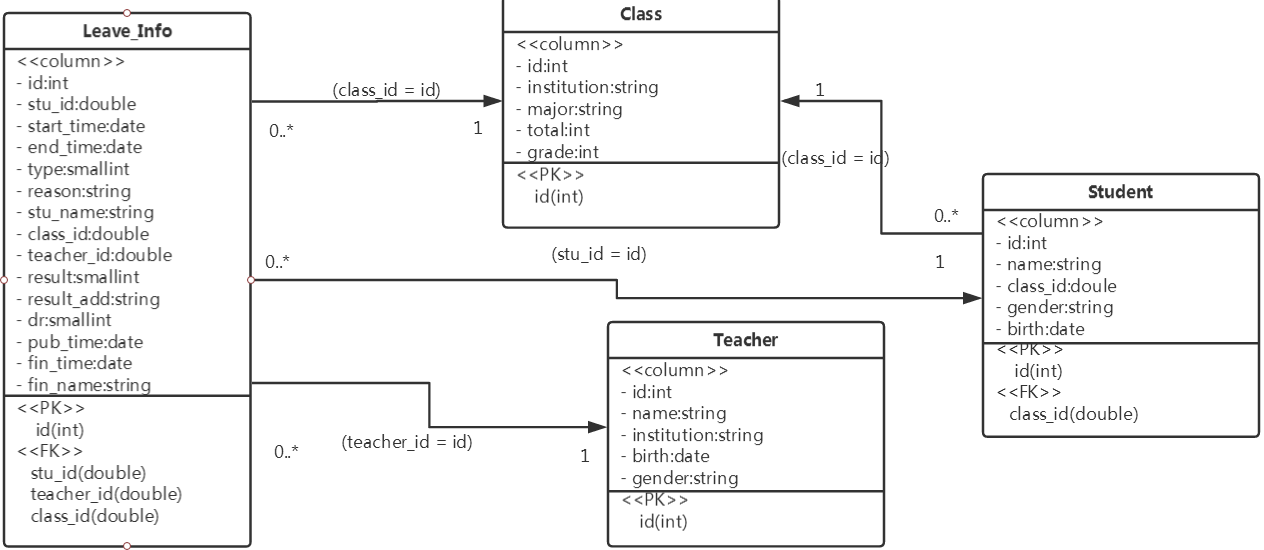 Leave_Info
<<column>>
- id:int
- stu_id:double
- start_time:date
- end_time:date
- type:smallint
- reason:string
- stu_name:string
- class_id:double
- teacher_id:double
- result:smallint
- result_add:string
- dr:smallint
- pub_time:date
- fin_time:date
- fin_name:string
<<PK>>
id(int)
<<FK>>
stu_id(double)
teacher_id(double)
class_id(double)
(class_id = id)
0..*
1
Class
<<column>>
- id:int
- institution:string
- major:string
- total:int
- grade:int
<<PK>>
id(int)
1
(class_id = id)
0..*
0..*
(stu_id = id)
1
Student
<<column>>
- id:int
- name:string
- class_id:doule
- gender:string
- birth:date
<<PK>>
id(int)
<<FK>>
class_id(double)
0..*
(teacher_id = id)
1
Teacher
<<column>>
- id:int
- name:string
- institution:string
- birth:date
- gender:string
<<PK>>
id(int)